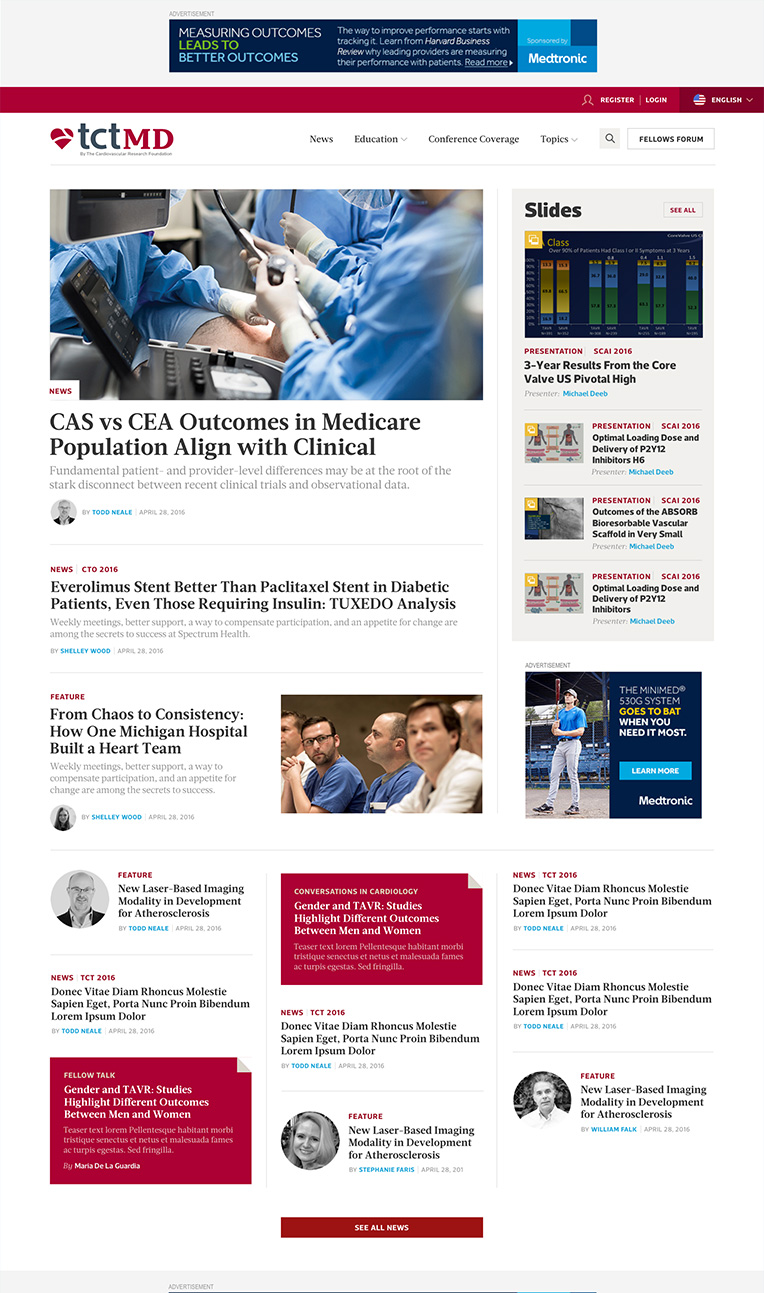 ADVERTISEMENT
MEASURING OUTCOMES
LEADS TO
BETTER OUTCOMES
The way to improve performance starts with
tracking it. Learn from Harvard Business
Review why leading providers are measuring
their performance with patients. Read more
Sponsored by
Medtronic
REGISTER | LOGIN
ENGLISH
tctMD
By The Cardiovascular Research Foundation
News
Education
Conference Coverage
Topics
FELLOWS FORUM
NEWS
CAS vs CEA Outcomes in Medicare
Population Align with Clinical
Fundamental patient- and provider-level differences may be at the root of the
stark disconnect between recent clinical trials and observational data.
BY TODD NEALE | APRIL 28, 2016
NEWS | CTO 2016
Everolimus Stent Better Than Paclitaxel Stent in Diabetic
Patients, Even Those Requiring Insulin: TUXEDO Analysis
Weekly meetings, better support, a way to compensate participation, and an appetite for change are
among the secrets to success at Spectrum Health.
BY SHELLEY WOOD | APRIL 28, 2016
FEATURE
From Chaos to Consistency:
How One Michigan Hospital
Built a Heart Team
Weekly meetings, better support, a way to
compensate participation, and an appetite for
change are among the secrets to success.
BY SHELLEY WOOD | APRIL 28, 2016
Slides
SEE ALL
A Class
Over 90% of Patients Had Class I or II Symptoms at 3 Years
PRESENTATION | SCAI 2016
3-Year Results From the Core
Valve US Pivotal High
Presenter: Michael Deeb
PRESENTATION | SCAI 2016
Optimal Loading Dose and
Delivery of P2Y12
Inhibitors H6
Presenter: Michael Deeb
PRESENTATION | SCAI 2016
Outcomes of the ABSORB
Bioresorbable Vascular
Scaffold in Very Small
Presenter: Michael Deeb
PRESENTATION | SCAI 2016
Optimal Loading Dose and
Delivery of P2Y12
Inhibitors
Presenter: Michael Deeb
ADVERTISEMENT
THE MINIMED®
530G SYSTEM
GOES TO BAT
WHEN YOU
NEED IT MOST.
LEARN MORE
Medtronic
FEATURE
New Laser-Based Imaging
Modality in Development
for Atherosclerosis
BY TODD NEALE | APRIL 28, 2016
NEWS | TCT 2016
Donec Vitae Diam Rhoncus Molestie
Sapien Eget, Porta Nunc Proin Bibendum
Lorem Ipsum Dolor
BY TODD NEALE | APRIL 28, 2016
FELLOW TALK
Gender and TAVR: Studies
Highlight Different Outcomes
Between Men and Women
Teaser text lorem Pellentesque habitant morbi
tristique senectus et netus et malesuada fames
ac turpis egestas. Sed fringilla.
By Maria De La Guardia
CONVERSATIONS IN CARDIOLOGY
Gender and TAVR: Studies
Highlight Different Outcomes
Between Men and Women
Teaser text lorem Pellentesque habitant morbi
tristique senectus et netus et malesuada fames
ac turpis egestas. Sed fringilla.
NEWS | TCT 2016
Donec Vitae Diam Rhoncus Molestie
Sapien Eget, Porta Nunc Proin Bibendum
Lorem Ipsum Dolor
BY TODD NEALE | APRIL 28, 2016
FEATURE
New Laser-Based Imaging
Modality in Development
for Atherosclerosis
BY STEPHANIE FARIS | APRIL 28, 201
NEWS | TCT 2016
Donec Vitae Diam Rhoncus Molestie
Sapien Eget, Porta Nunc Proin Bibendum
Lorem Ipsum Dolor
BY TODD NEALE | APRIL 28, 2016
NEWS | TCT 2016
Donec Vitae Diam Rhoncus Molestie
Sapien Eget, Porta Nunc Proin Bibendum
Lorem Ipsum Dolor
BY TODD NEALE | APRIL 28, 2016
FEATURE
New Laser-Based Imaging
Modality in Development
for Atherosclerosis
BY WILLIAM FALK | APRIL 28, 2016
SEE ALL NEWS
ADVERTISEMENT